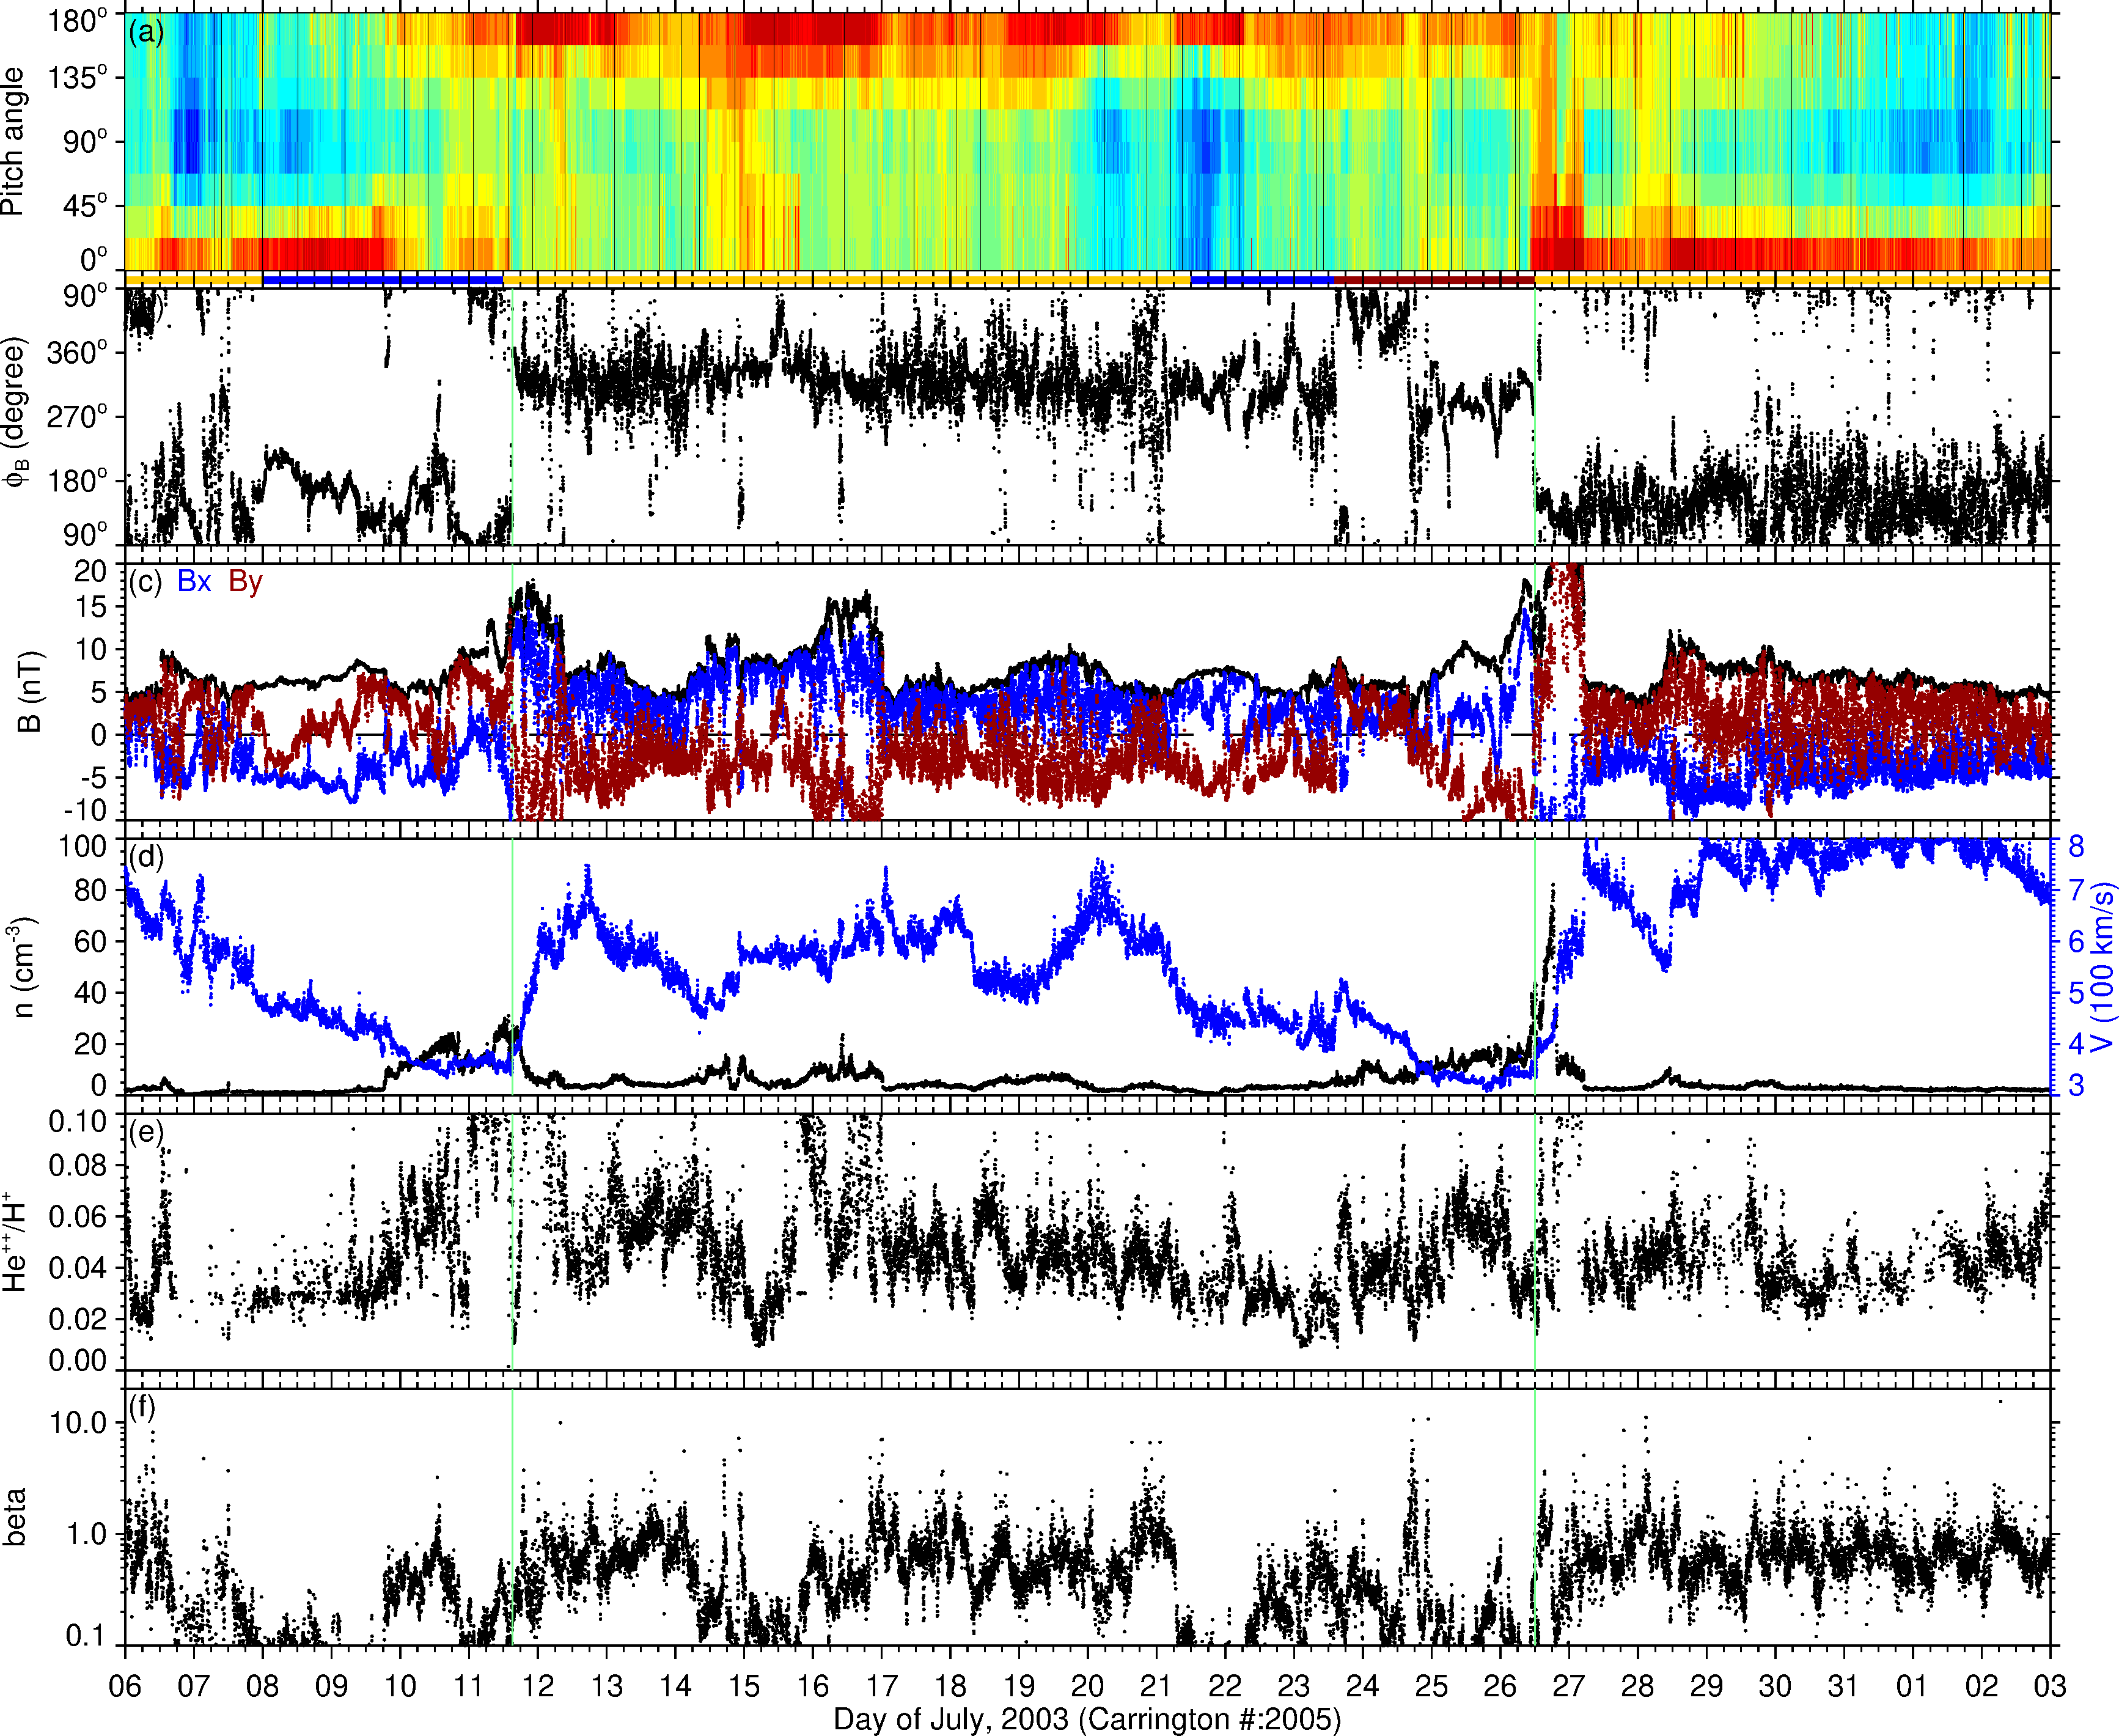 180°
(a)
135°
90°
45°
0°
Pitch angle
90°
)
360°
270°
180°
90°
ϕB (degree)
20
(c) Bx By
15
10
5
0
-5
-10
B (nT)
100
(d)
80
60
40
20
0
n (cm-3)
8
7
6
5
4
3
V (100 km/s)
0.10
(e)
0.08
0.06
0.04
0.02
0.00
He++/H+
(f)
10.0
1.0
0.1
beta
06 07 08 09 10 11 12 13 14 15 16 17 18 19 20 21 22 23 24 25 26 27 28 29 30 31 01 02 03
Day of July, 2003 (Carrington #:2005)